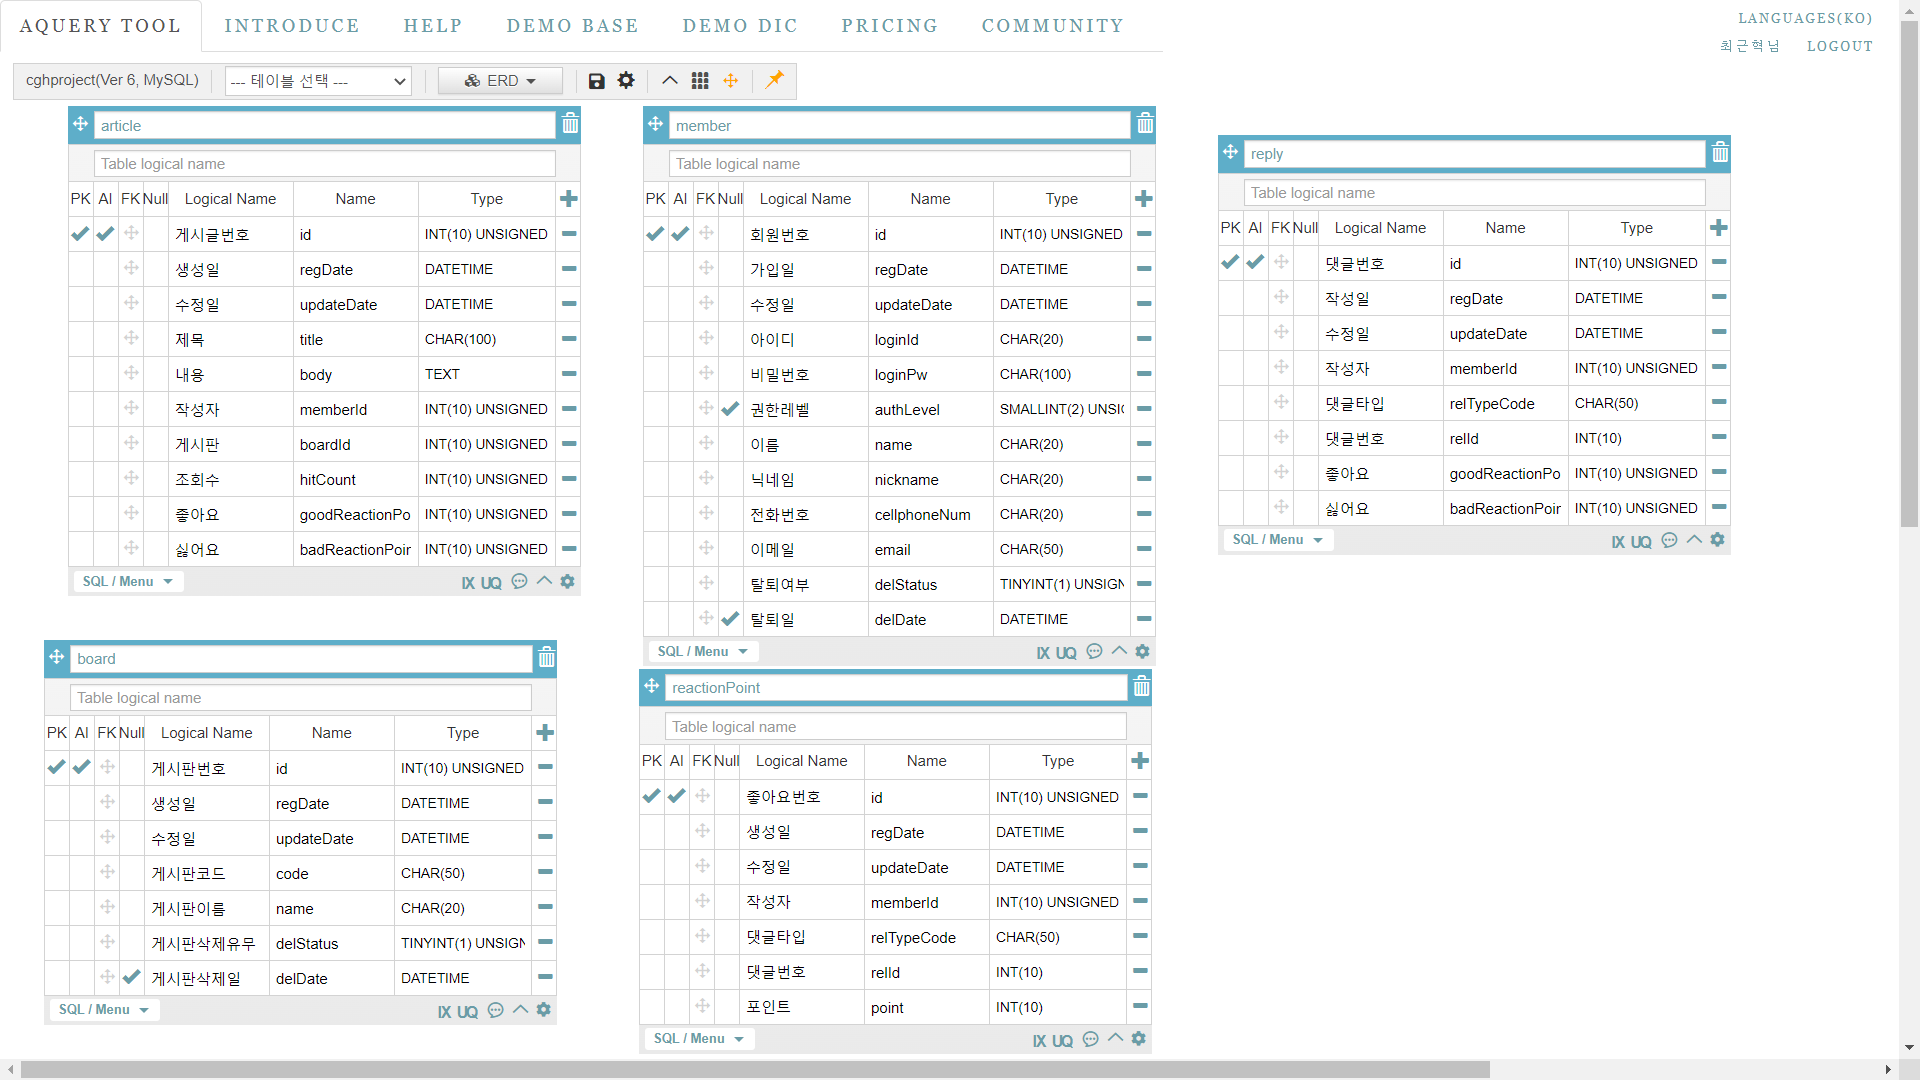 AQUERY TOOL INTRODUCE HELP DEMO BASE DEMO DIC PRICING COMMUNITY
LANGUAGES(KO)
최근혁님 LOGOUT
cghproject(Ver 6, MySQL) --- 테이블 선택 --- ERD
article
Table logical name
PK AI FK Null Logical Name Name Type
게시글번호 id INT(10) UNSIGNED
생성일 regDate DATETIME
수정일 updateDate DATETIME
제목 title CHAR(100)
내용 body TEXT
작성자 memberId INT(10) UNSIGNED
게시판 boardId INT(10) UNSIGNED
조회수 hitCount INT(10) UNSIGNED
좋아요 goodReactionPo INT(10) UNSIGNED
싫어요 badReactionPoir INT(10) UNSIGNED
SQL / Menu IX UQ
member
Table logical name
PK AI FK Null Logical Name Name Type
회원번호 id INT(10) UNSIGNED
가입일 regDate DATETIME
수정일 updateDate DATETIME
아이디 loginId CHAR(20)
비밀번호 loginPw CHAR(100)
권한레벨 authLevel SMALLINT(2) UNSI
이름 name CHAR(20)
닉네임 nickname CHAR(20)
전화번호 cellphoneNum CHAR(20)
이메일 email CHAR(50)
탈퇴여부 delStatus TINYINT(1) UNSIGN
탈퇴일 delDate DATETIME
SQL / Menu IX UQ
reply
Table logical name
PK AI FK Null Logical Name Name Type
댓글번호 id INT(10) UNSIGNED
작성일 regDate DATETIME
수정일 updateDate DATETIME
작성자 memberId INT(10) UNSIGNED
댓글타입 relTypeCode CHAR(50)
댓글번호 relId INT(10)
좋아요 goodReactionPo INT(10) UNSIGNED
싫어요 badReactionPoir INT(10) UNSIGNED
SQL / Menu IX UQ
board
Table logical name
PK AI FK Null Logical Name Name Type
게시판번호 id INT(10) UNSIGNED
생성일 regDate DATETIME
수정일 updateDate DATETIME
게시판코드 code CHAR(50)
게시판이름 name CHAR(20)
게시판삭제유무 delStatus TINYINT(1) UNSIGN
게시판삭제일 delDate DATETIME
SQL / Menu IX UQ
reactionPoint
Table logical name
PK AI FK Null Logical Name Name Type
좋아요번호 id INT(10) UNSIGNED
생성일 regDate DATETIME
수정일 updateDate DATETIME
작성자 memberId INT(10) UNSIGNED
댓글타입 relTypeCode CHAR(50)
댓글번호 relId INT(10)
포인트 point INT(10)
SQL / Menu IX UQ